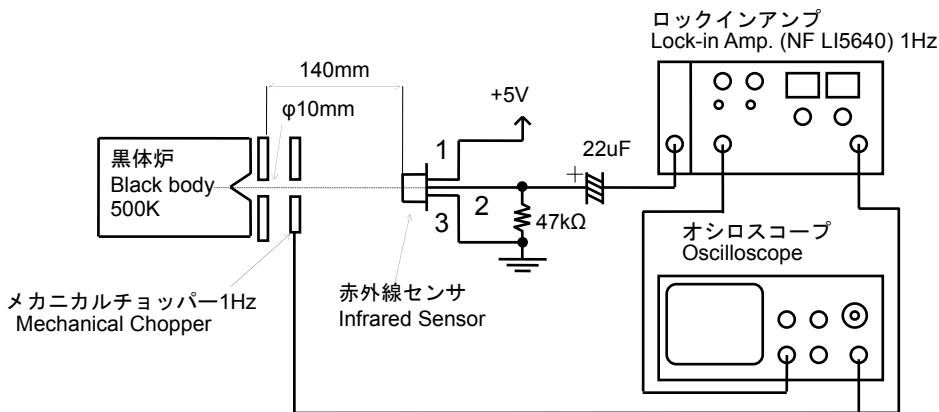 ロックインアンプ
Lock-in Amp. (NF LI5640) 1Hz
140mm
φ10mm
+5V
黒体炉
Black body
500K
1
2
3
22uF
+
47kΩ
オシロスコープ
Oscilloscope
メカニカルチョッパー1Hz
Mechanical Chopper
赤外線センサ
Infrared Sensor